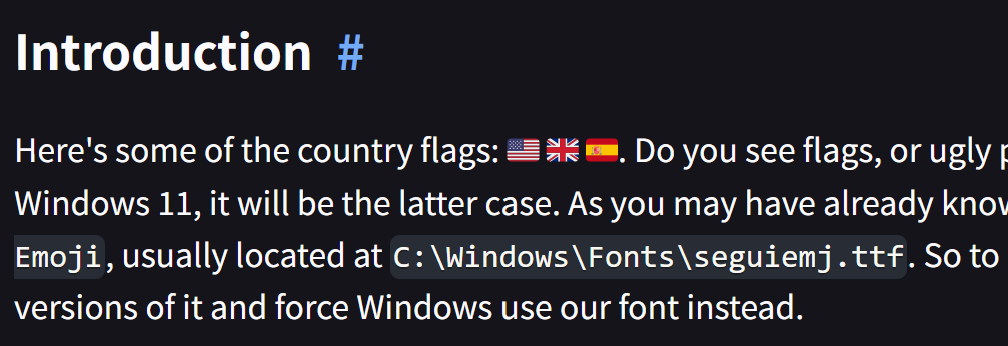 Introduction #
Here's some of the country flags: 🇺🇸 🇬🇧 🇪🇸. Do you see flags, or ugly
Windows 11, it will be the latter case. As you may have already know
Emoji, usually located at C:\Windows\Fonts\seguiemj.ttf. So to
versions of it and force Windows use our font instead.